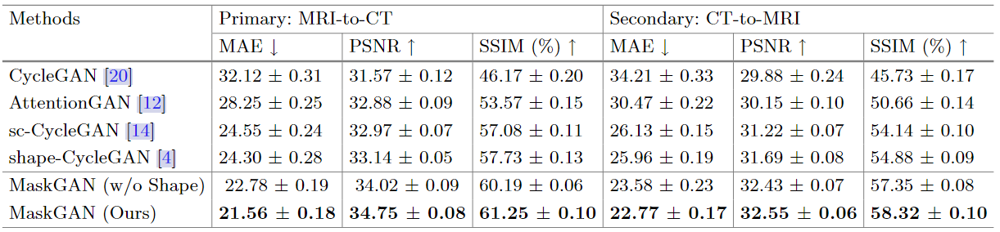 Methods Primary: MRI-to-CT Secondary: CT-to-MRI
MAE ↓ PSNR ↑ SSIM (%) ↑ MAE ↓ PSNR ↑ SSIM (%) ↑
CycleGAN [20] 32.12 ± 0.31 31.57 ± 0.12 46.17 ± 0.20 34.21 ± 0.33 29.88 ± 0.24 45.73 ± 0.17
AttentionGAN [12] 28.25 ± 0.25 32.88 ± 0.09 53.57 ± 0.15 30.47 ± 0.22 30.15 ± 0.10 50.66 ± 0.14
sc-CycleGAN [14] 24.55 ± 0.24 32.97 ± 0.07 57.08 ± 0.11 26.13 ± 0.15 31.22 ± 0.07 54.14 ± 0.10
shape-CycleGAN [4] 24.30 ± 0.28 33.14 ± 0.05 57.73 ± 0.13 25.96 ± 0.19 31.69 ± 0.08 54.88 ± 0.09
MaskGAN (w/o Shape) 22.78 ± 0.19 34.02 ± 0.09 60.19 ± 0.06 23.58 ± 0.23 32.43 ± 0.07 57.35 ± 0.08
MaskGAN (Ours) 21.56 ± 0.18 34.75 ± 0.08 61.25 ± 0.10 22.77 ± 0.17 32.55 ± 0.06 58.32 ± 0.10